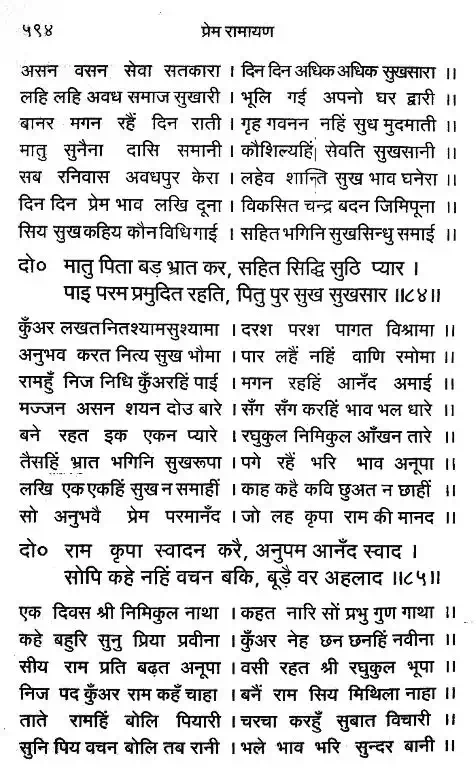 ५९४ प्रेम रामायण
असन वसन सेवा सतकारा । दिन दिन अधिक अधिक सुखसारा ।।
लहि लहि अवध समाज सुखारी । भूलि गई अपनो घर द्वारी ।।
बानर मगन रहैं दिन राती । गृह गवनन नहिं सुध मुदमाती ।।
मातु सुनैना दासि समानी । कौशिल्यहिं सेवति सुखसानी ।।
सब रनिवास अवधपुर केरा । लहेव शान्ति सुख भाव घनेरा ।।
दिन दिन प्रेम भाव लखि दूना । विकसित चन्द्र बदन जिमिपूना ।।
सिय सुख कहिय कौन विधि गाई । सहित भगिनि सुखसिन्धु समाई ।।
दो० मातु पिता बड़ भ्रात कर, सहित सिद्धि सुठि प्यार ।
पाइ परम प्रमुदित रहति, पितु पुर सुख सुखसार ।।८४।।
कुँअर लखत नित श्याम सुश्यामा । दरश परश पागत विश्रामा ।।
अनुभव करत नित्य सुख भौमा । पार लहैं नहिं वाणि रमोमा ।।
रामहुँ निज निधि कुँअरहिं पाई । मगन रहहिं आनँद अमाई ।।
मज्जन असन शयन दोउ बारे । सँग सँग करहिं भाव भल धारे ।।
बने रहत इक एकन प्यारे । रघुकुल निमिकुल आँखन तारे ।।
तैसहिं भ्रात भगिनि सुखरूपा । पगे रहैं भरि भाव अनूपा ।।
लखि एक एकहिं सुख न समाहीं । काह कहै कवि छुअत न छाहीं ।।
सो अनुभवै प्रेम परमानँद । जो लह कृपा राम की मानद ।।
दो० राम कृपा स्वादन करै, अनुपम आनँद स्वाद ।
सोपि कहे नहिं वचन बकि, बूड़ै वर अहलाद ।।८५।।
एक दिवस श्री निमिकुल नाथा । कहत नारि सों प्रभु गुण गाथा ।।
कहे बहुरि सुनु प्रिया प्रवीना । कुँअर नेह छन छनहिं नवीना ।।
सीय राम प्रति बढ़त अनूपा । वसी रहत श्री रघुकुल भूपा ।।
निज पद कुँअर राम कहँ चाहा । बनैं राम सिय मिथिला नाहा ।।
ताते रामहिं बोलि पियारी । चरचा करहुँ सुबात विचारी ।।
सुनि पिय वचन बोलि तब रानी । भले भाव भरि सुन्दर बानी ।।